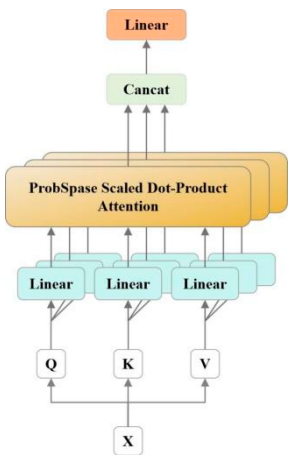 Linear
Cancat
ProbSpase Scaled Dot-Product
Attention
Linear Linear Linear
Q K V
X